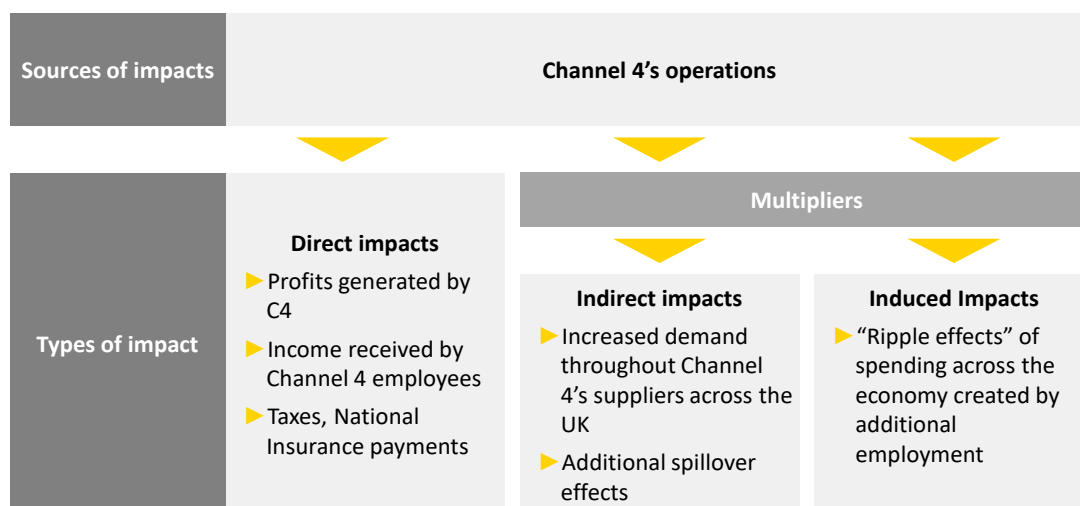 Sources of impacts
Channel 4’s operations
Types of impact
Direct impacts
Profits generated by
C4
Income received by
Channel 4 employees
Taxes, National
Insurance payments
Multipliers
Indirect impacts
Increased demand
throughout Channel
4’s suppliers across the
UK
Additional spillover
effects
Induced Impacts
“Ripple effects” of
spending across the
economy created by
additional
employment